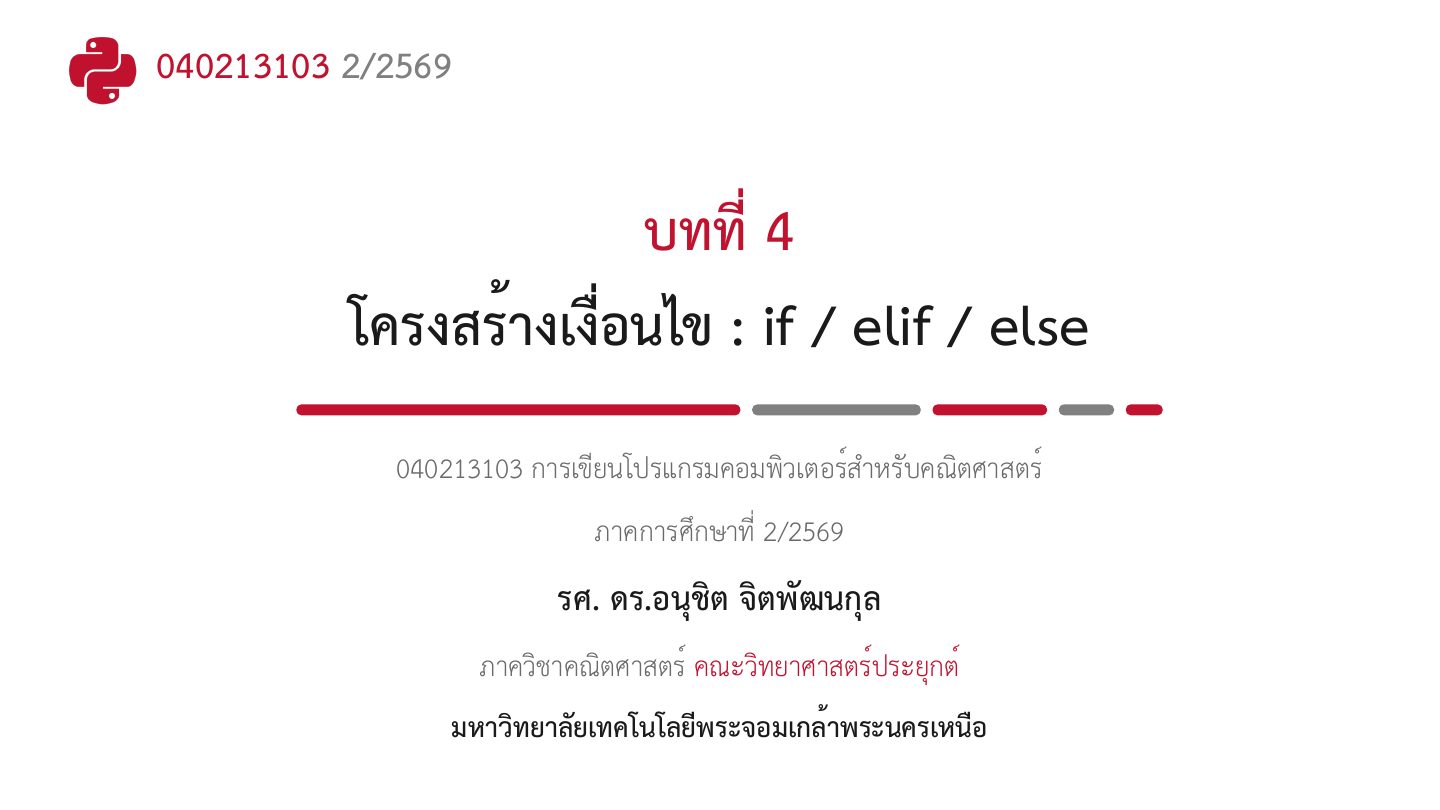 040213103 2/2569
บทที่ 4
โครงสร้างเงื่อนไข : if / elif / else
040213103 การเขียนโปรแกรมคอมพิวเตอร์สำหรับคณิตศาสตร์
ภาคการศึกษาที่ 2/2569
รศ. ดร.อนุชิต จิตพัฒนกุล
ภาควิชาคณิตศาสตร์ คณะวิทยาศาสตร์ประยุกต์
มหาวิทยาลัยเทคโนโลยีพระจอมเกล้าพระนครเหนือ